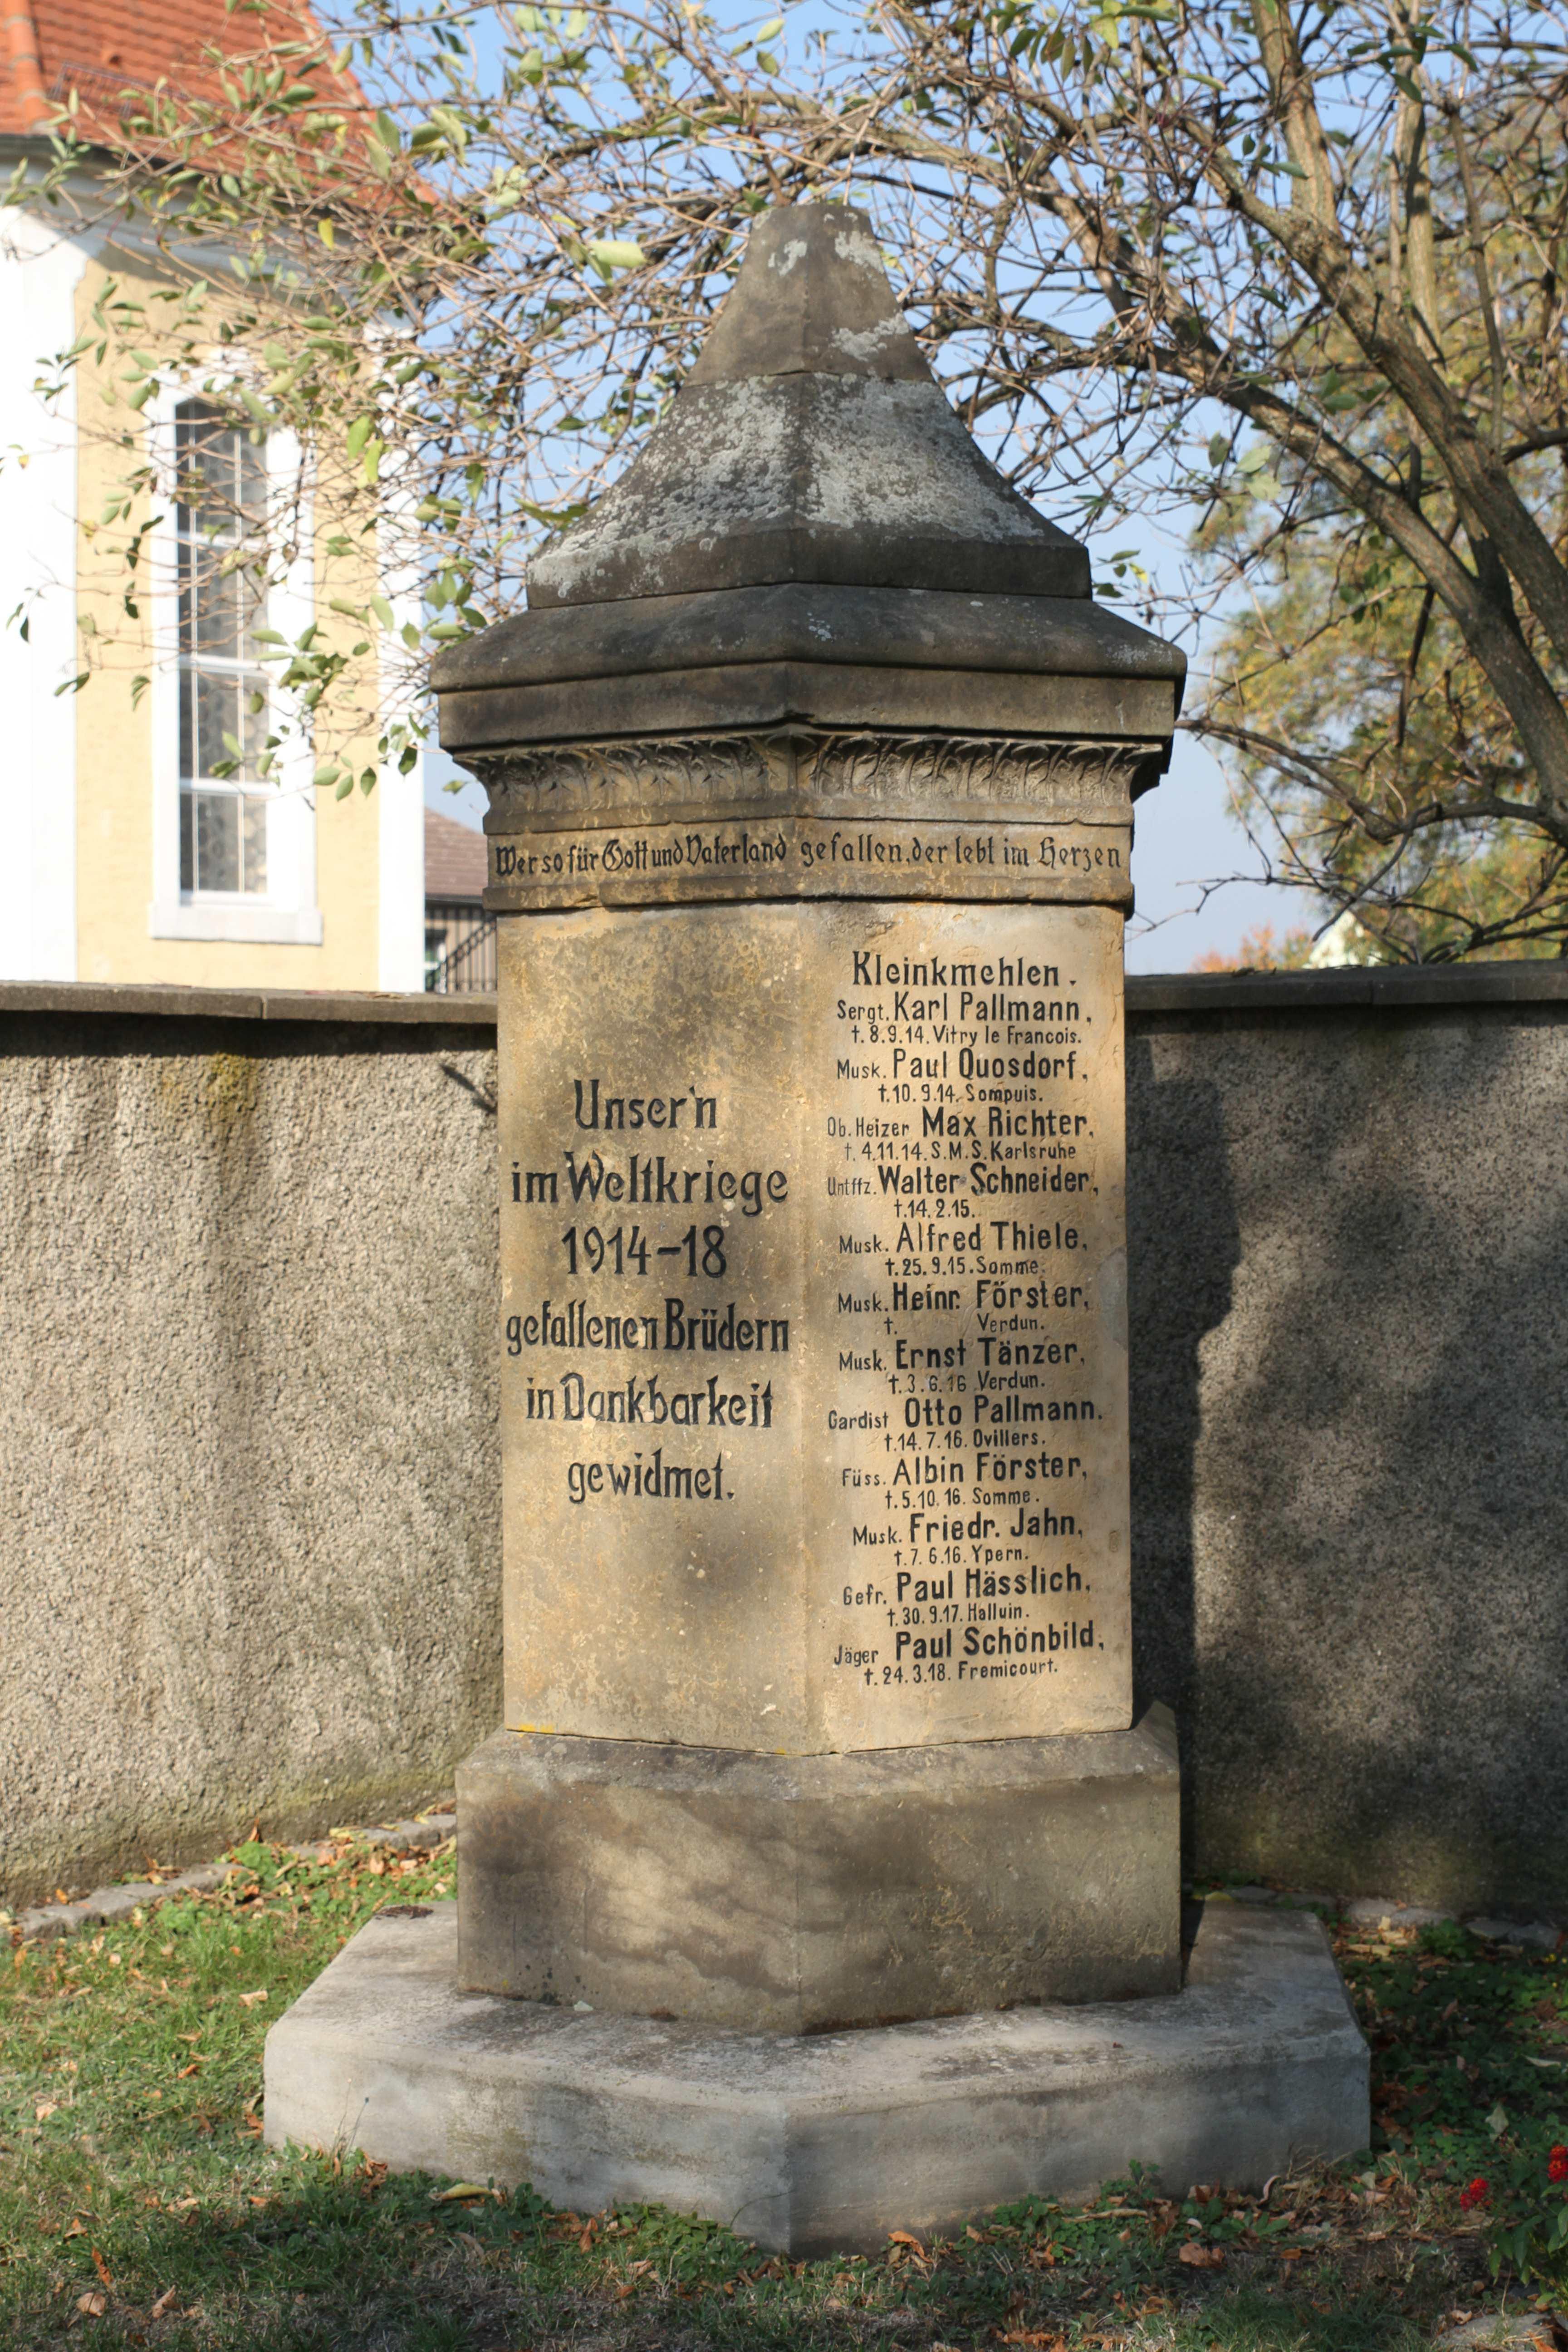 Wer so für Gott und Vaterland gefallen, der lebt im Herzen
Unser'n
im Weltkriege
1914-18
gefallenen Brüdern
in Dankbarkeit
gewidmet.
Kleinkmehlen.
Sergt. Karl Pallmann,
†. 8.9.14. Vitry le Francois.
Musk. Paul Quosdorf,
†.10.9.14. Sompuis.
Ob. Heizer Max Richter,
†. 4.11.14. S.M.S. Karlsruhe
Untffz. Walter Schneider,
†.14.2.15.
Musk. Alfred Thiele,
†.25.9.15. Somme.
Musk. Heinr. Förster,
†. Verdun.
Musk. Ernst Tänzer,
†.3.6.16 Verdun.
Gardist Otto Pallmann.
†.14.7.16. Ovillers.
Füss. Albin Förster,
†.5.10.16. Somme.
Musk. Friedr. Jahn,
†.7.6.16. Ypern.
Gefr. Paul Hässlich,
†.30.9.17. Halluin.
Jäger Paul Schönbild,
†.24.3.18. Fremicourt.